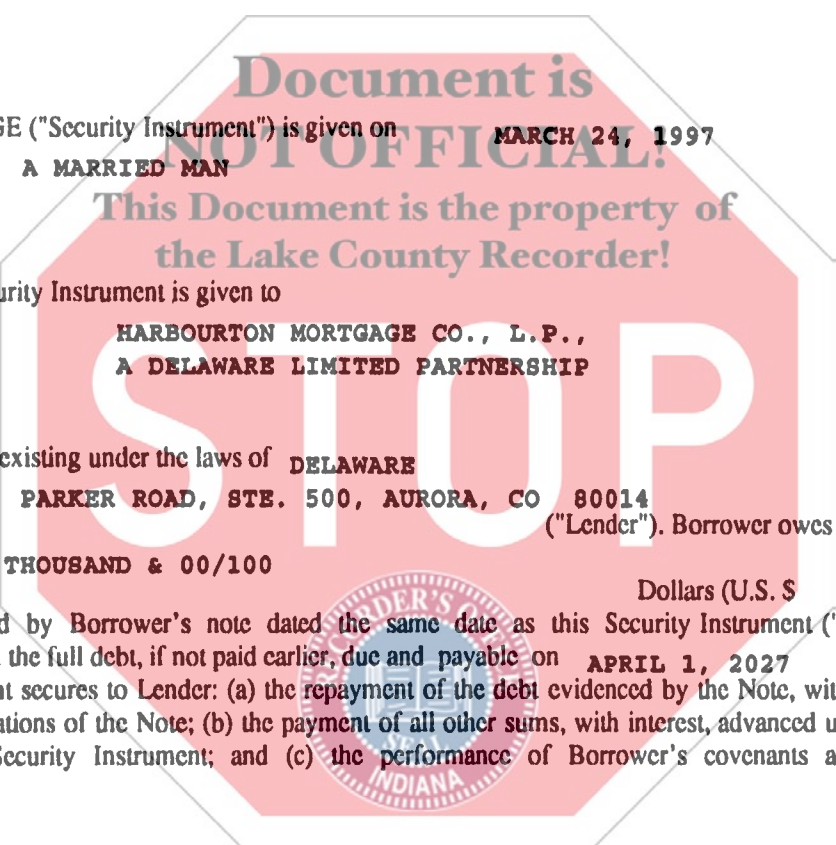 Document is
GE ("Security Instrument") is given on MARCH 24, 1997
NOT OFFICIAL!
A MARRIED MAN
This Document is the property of
the Lake County Recorder!
urity Instrument is given to
HARBOURTON MORTGAGE CO., L.P.,
A DELAWARE LIMITED PARTNERSHIP
STOP
existing under the laws of DELAWARE
PARKER ROAD, STE. 500, AURORA, CO 80014
("Lender"). Borrower owes
THOUSAND & 00/100
Dollars (U.S. $
RECORDER'S OFFICE
d by Borrower's note dated the same date as this Security Instrument ("
the full debt, if not paid earlier, due and payable on APRIL 1, 2027
nt secures to Lender: (a) the repayment of the debt evidenced by the Note, wit
ations of the Note; (b) the payment of all other sums, with interest, advanced u
Security Instrument; and (c) the performance of Borrower's covenants a
INDIANA